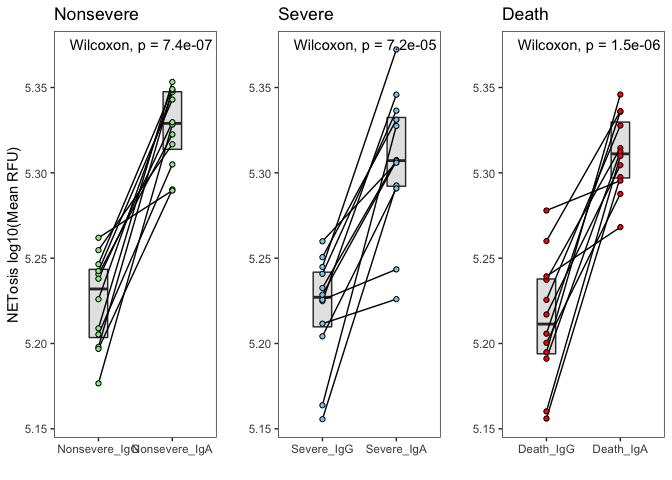 Nonsevere
Severe
Death
Wilcoxon, p = 7.4e-07
Wilcoxon, p = 7.2e-05
Wilcoxon, p = 1.5e-06
NETosis log10(Mean RFU)
5.35
5.30
5.25
5.20
5.15
5.35
5.30
5.25
5.20
5.15
5.35
5.30
5.25
5.20
5.15
Nonsevere_IgG
Nonsevere_IgA
Severe_IgG
Severe_IgA
Death_IgG
Death_IgA